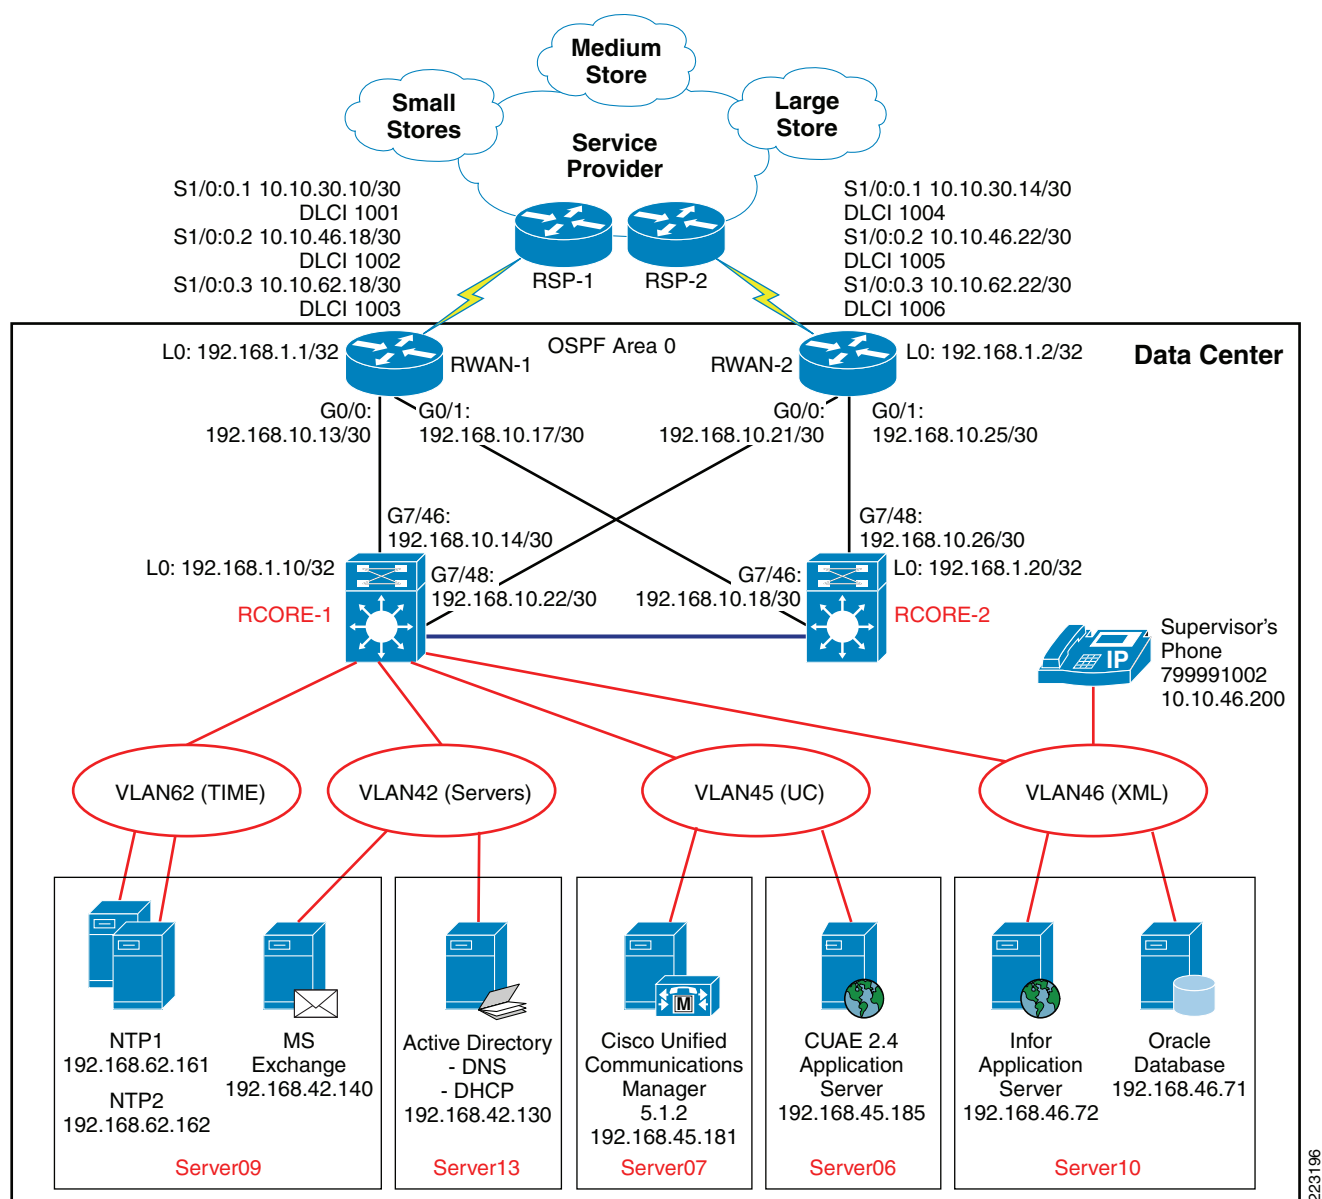 Medium
Store
Small
Stores
Large
Store
Service
Provider
S1/0:0.1 10.10.30.10/30
DLCI 1001
S1/0:0.2 10.10.46.18/30
DLCI 1002
S1/0:0.3 10.10.62.18/30
DLCI 1003
S1/0:0.1 10.10.30.14/30
DLCI 1004
S1/0:0.2 10.10.46.22/30
DLCI 1005
S1/0:0.3 10.10.62.22/30
DLCI 1006
RSP-1
RSP-2
OSPF Area 0
Data Center
L0: 192.168.1.1/32
RWAN-1
RWAN-2
L0: 192.168.1.2/32
G0/0:
192.168.10.13/30
G0/1:
192.168.10.17/30
G0/0:
192.168.10.21/30
G0/1:
192.168.10.25/30
G7/46:
192.168.10.14/30
G7/48:
192.168.10.26/30
L0: 192.168.1.10/32
G7/48:
192.168.10.22/30
G7/46:
192.168.10.18/30
L0: 192.168.1.20/32
RCORE-1
RCORE-2
IP
Supervisor's
Phone
799991002
10.10.46.200
VLAN62 (TIME)
VLAN42 (Servers)
VLAN45 (UC)
VLAN46 (XML)
M
NTP1
192.168.62.161
NTP2
192.168.62.162
MS
Exchange
192.168.42.140
Server09
Active Directory
- DNS
- DHCP
192.168.42.130
Server13
Cisco Unified
Communications
Manager
5.1.2
192.168.45.181
Server07
CUAE 2.4
Application
Server
192.168.45.185
Server06
Infor
Application
Server
192.168.46.72
Oracle
Database
192.168.46.71
Server10
223196